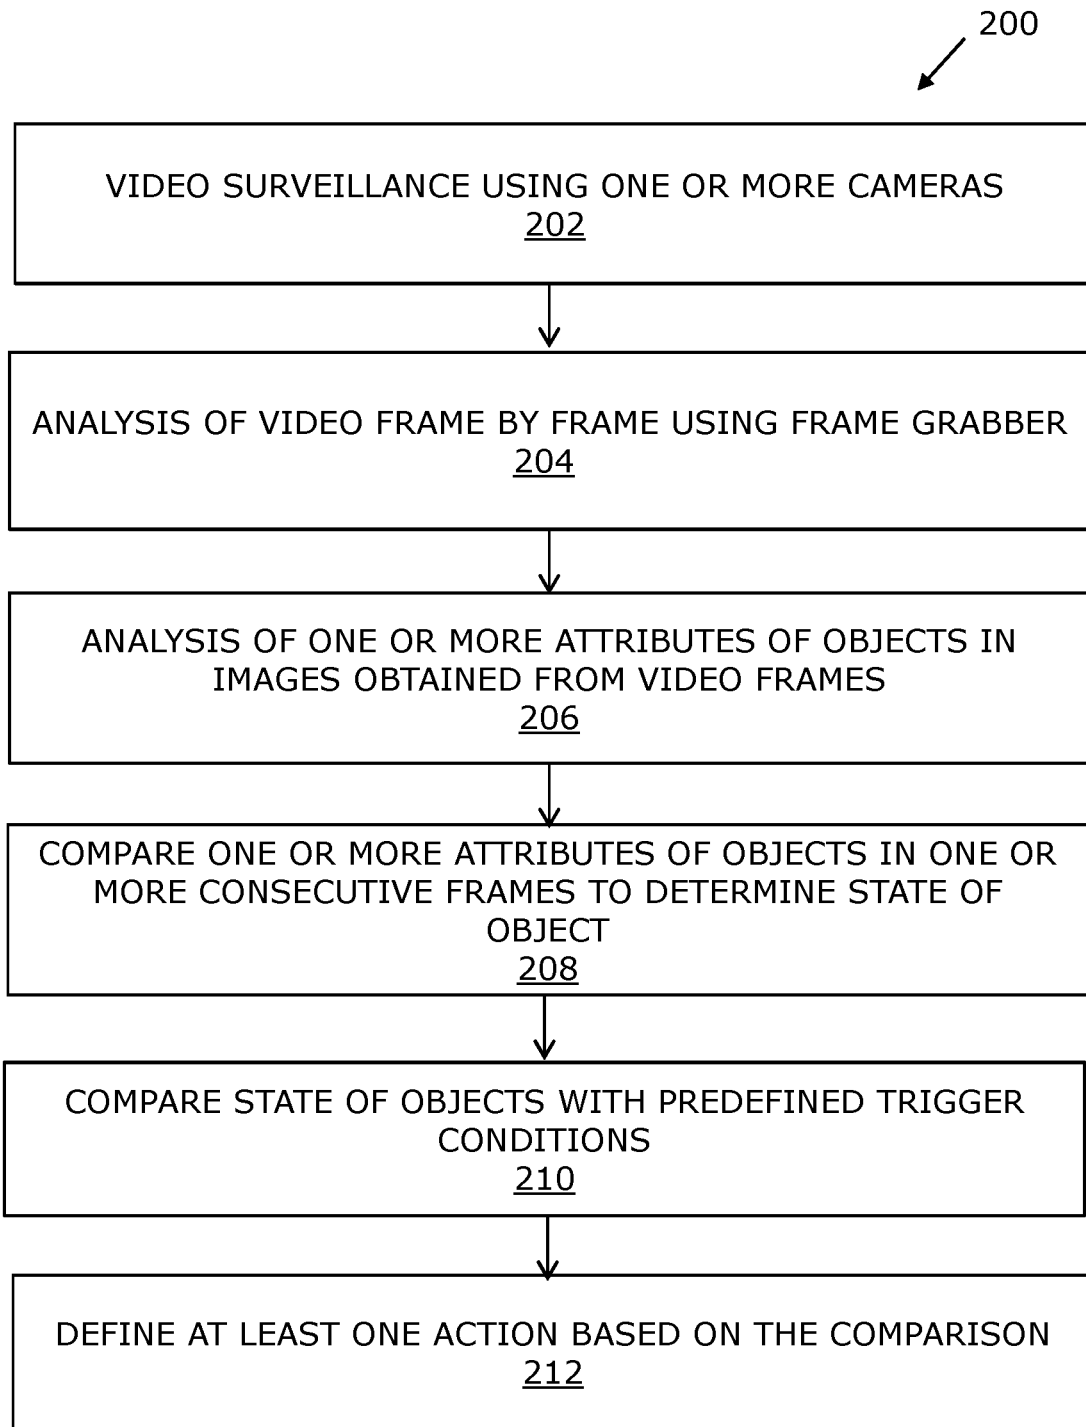 200
VIDEO SURVEILLANCE USING ONE OR MORE CAMERAS
202
ANALYSIS OF VIDEO FRAME BY FRAME USING FRAME GRABBER
204
ANALYSIS OF ONE OR MORE ATTRIBUTES OF OBJECTS IN
IMAGES OBTAINED FROM VIDEO FRAMES
206
COMPARE ONE OR MORE ATTRIBUTES OF OBJECTS IN ONE OR
MORE CONSECUTIVE FRAMES TO DETERMINE STATE OF
OBJECT
208
COMPARE STATE OF OBJECTS WITH PREDEFINED TRIGGER
CONDITIONS
210
DEFINE AT LEAST ONE ACTION BASED ON THE COMPARISON
212